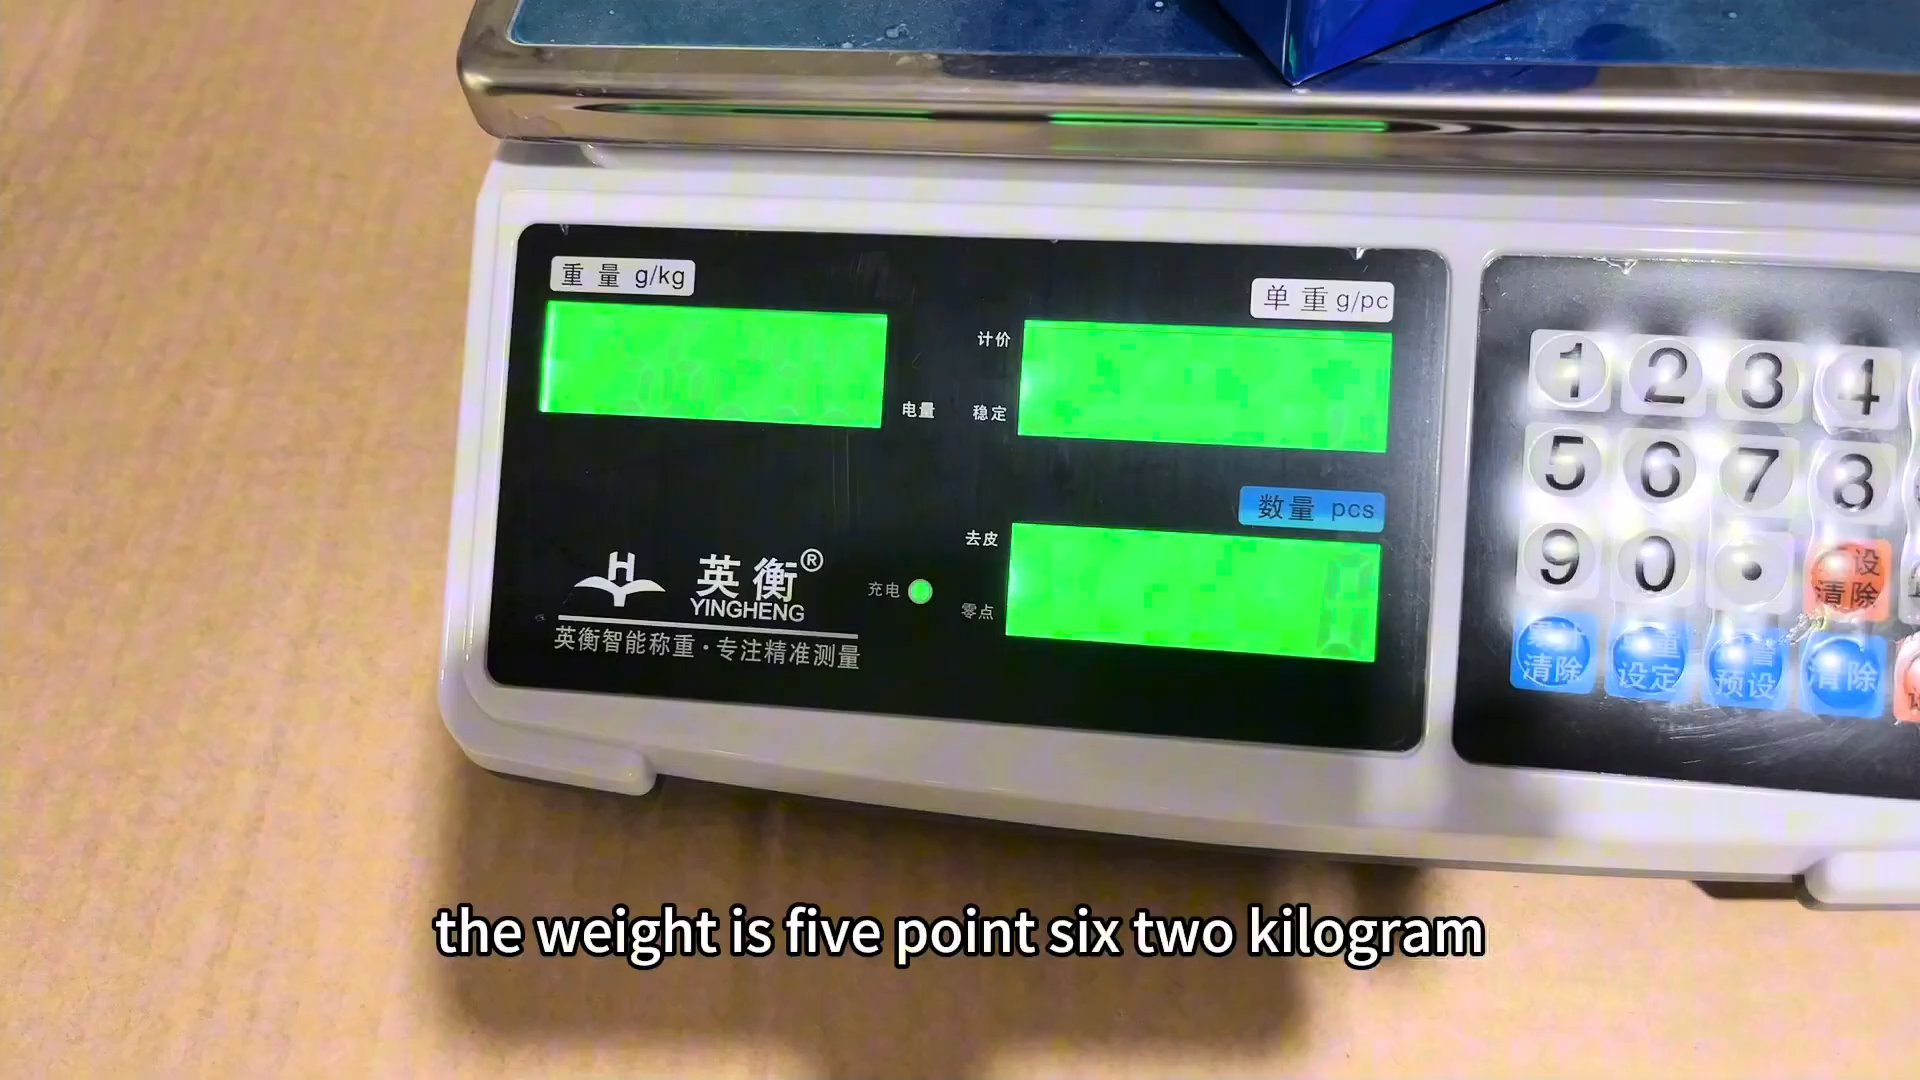 重量 g/kg
单重 g/pc
计价
电量
稳定
数量 pcs
去皮
充电
零点
英衡®
YINGHENG
英衡智能称重·专注精准测量
1 2 3 4
5 6 7 3
9 0 ·
清除
清除 设定 预设 清除
the weight is five point six two kilogram